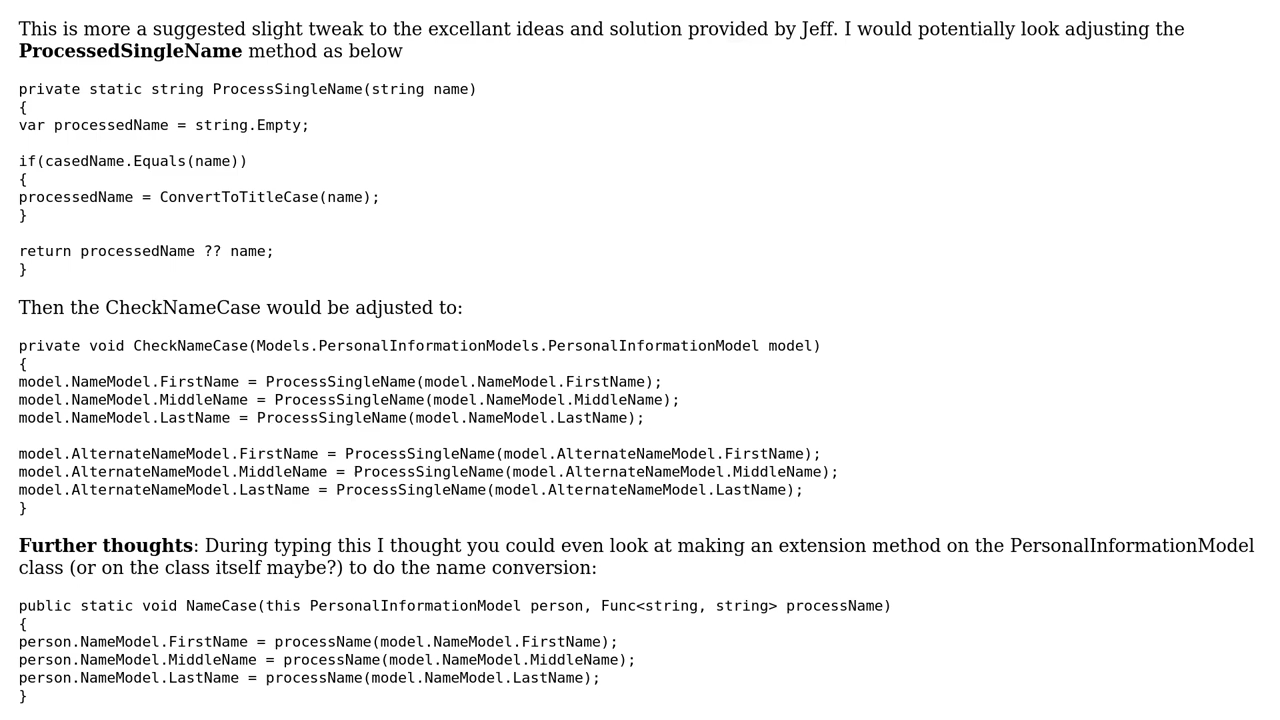 This is more a suggested slight tweak to the excellant ideas and solution provided by Jeff. I would potentially look adjusting the
ProcessedSingleName method as below
private static string ProcessSingleName(string name)
{
var processedName = string.Empty;
if(casedName.Equals(name))
{
processedName = ConvertToTitleCase(name);
}
return processedName ?? name;
}
Then the CheckNameCase would be adjusted to:
private void CheckNameCase(Models.PersonalInformationModels.PersonalInformationModel model)
{
model.NameModel.FirstName = ProcessSingleName(model.NameModel.FirstName);
model.NameModel.MiddleName = ProcessSingleName(model.NameModel.MiddleName);
model.NameModel.LastName = ProcessSingleName(model.NameModel.LastName);
model.AlternateNameModel.FirstName = ProcessSingleName(model.AlternateNameModel.FirstName);
model.AlternateNameModel.MiddleName = ProcessSingleName(model.AlternateNameModel.MiddleName);
model.AlternateNameModel.LastName = ProcessSingleName(model.AlternateNameModel.LastName);
}
Further thoughts: During typing this I thought you could even look at making an extension method on the PersonalInformationModel
class (or on the class itself maybe?) to do the name conversion:
public static void NameCase(this PersonalInformationModel person, Func<string, string> processName)
{
person.NameModel.FirstName = processName(model.NameModel.FirstName);
person.NameModel.MiddleName = processName(model.NameModel.MiddleName);
person.NameModel.LastName = processName(model.NameModel.LastName);
}